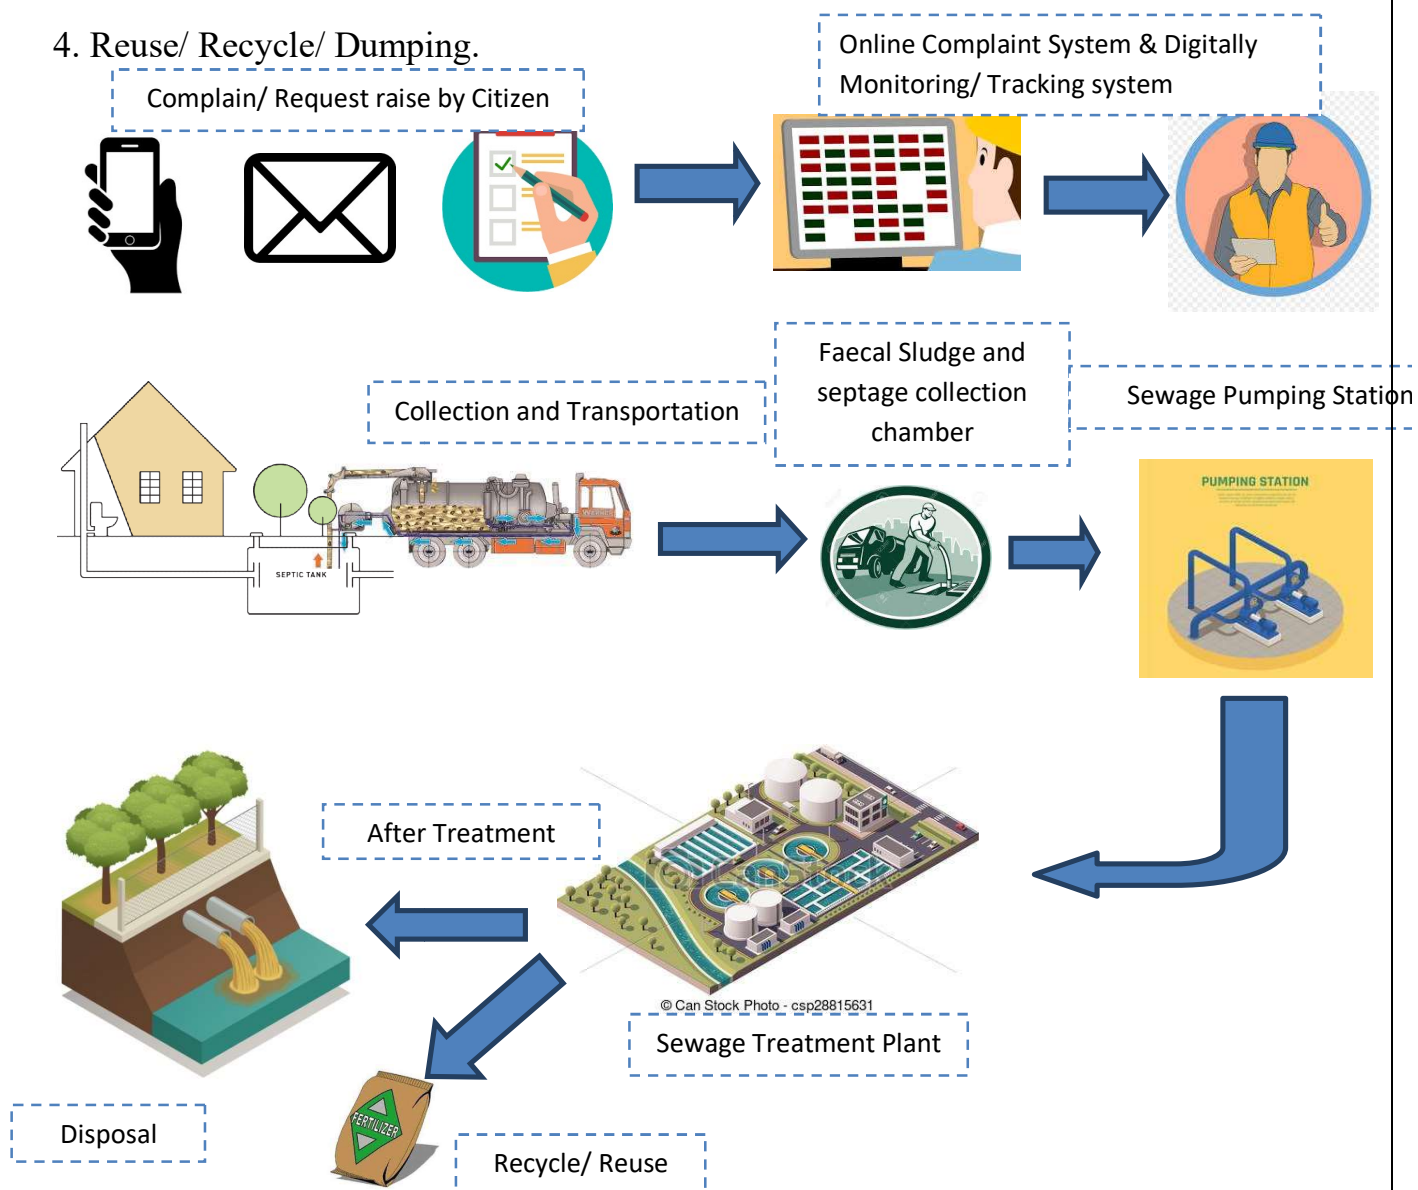 4. Reuse/ Recycle/ Dumping.
Complain/ Request raise by Citizen
Online Complaint System & Digitally
Monitoring/ Tracking system
Collection and Transportation
Faecal Sludge and
septage collection
chamber
Sewage Pumping Station
SEPTIC TANK
PUMPING STATION
After Treatment
© Can Stock Photo - csp28815631
Sewage Treatment Plant
Disposal
FERTILIZER
Recycle/ Reuse